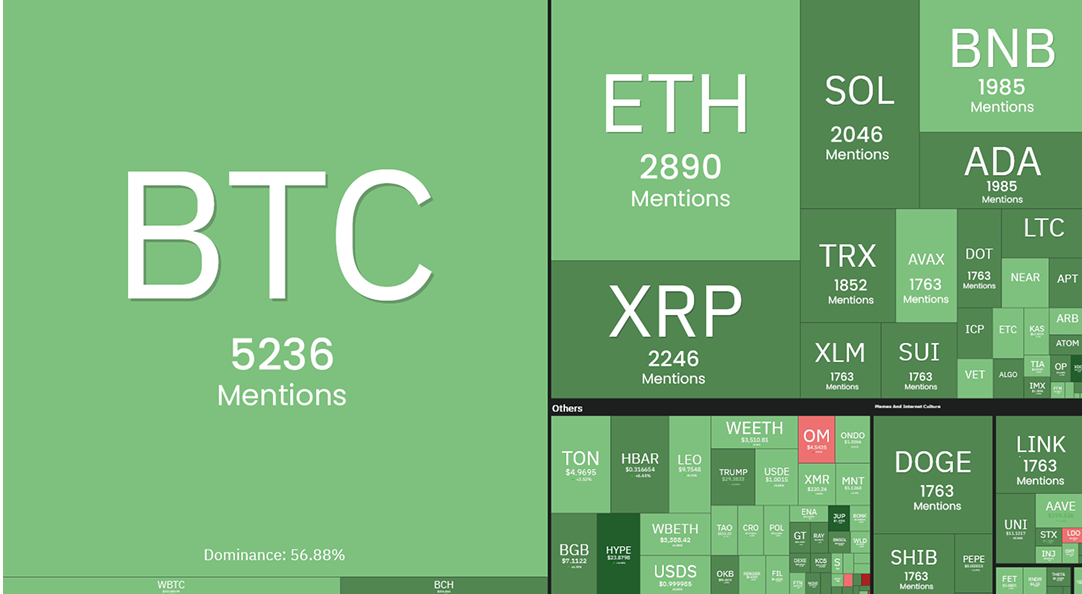 BTC
5236
Mentions
Dominance: 56.88%
WBTC
BCH
ETH
2890
Mentions
XRP
2246
Mentions
SOL
2046
Mentions
BNB
1985
Mentions
ADA
1985
Mentions
TRX
1852
Mentions
AVAX
1763
Mentions
DOT
1763
Mentions
LTC
NEAR
APT
XLM
1763
Mentions
SUI
1763
Mentions
ICP
ETC
KAS
ARB
ATOM
VET
ALGO
TIA
OP
IMX
Others
TON
$4.9695
HBAR
$0.316654
LEO
$9.7548
WEETH
$3,510.81
OM
$4.5435
ONDO
TRUMP
USDE
$1.0015
XMR
$220.26
MNT
BGB
$7.1122
HYPE
$23.8798
WBETH
$3,388.42
USDS
$0.999985
TAO
CRO
POL
OKB
FIL
ENA
JUP
GT
RAY
WLD
Memes And Internet Culture
DOGE
1763
Mentions
SHIB
1763
Mentions
PEPE
LINK
1763
Mentions
UNI
AAVE
STX
LDO
INJ
FET